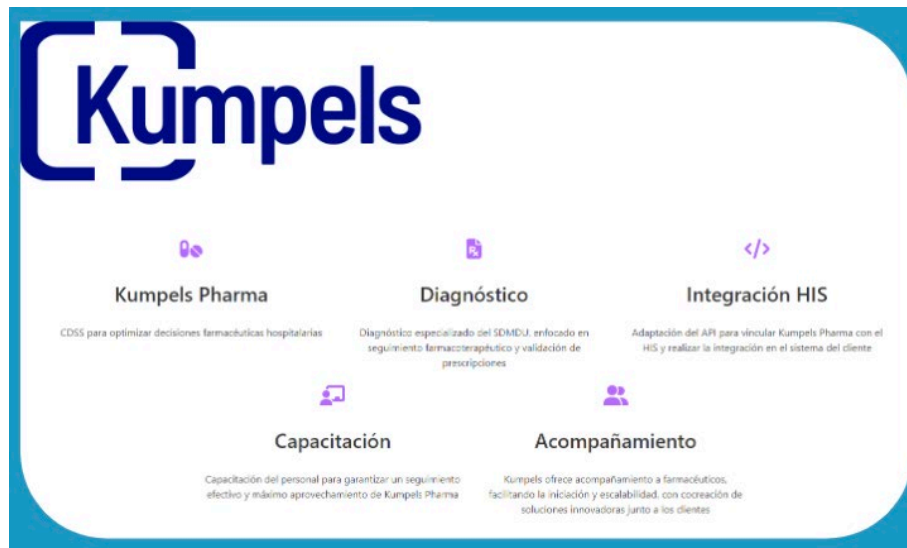 Kumpels
Kumpels Pharma
CDSS para optimizar decisiones farmacéuticas hospitalarias
Diagnóstico
Diagnóstico especializado del SDMDU, enfocado en
seguimiento farmacoterapéutico y validación de
prescripciones
Integración HIS
</>
Adaptación del API para vincular Kumpels Pharma con el
HIS y realizar la integración en el sistema del cliente
Capacitación
Capacitación del personal para garantizar un seguimiento
efectivo y máximo aprovechamiento de Kumpels Pharma
Acompañamiento
Kumpels ofrece acompañamiento a farmacéuticos,
facilitando la iniciación y escalabilidad, con cocreación de
soluciones innovadoras junto a los clientes